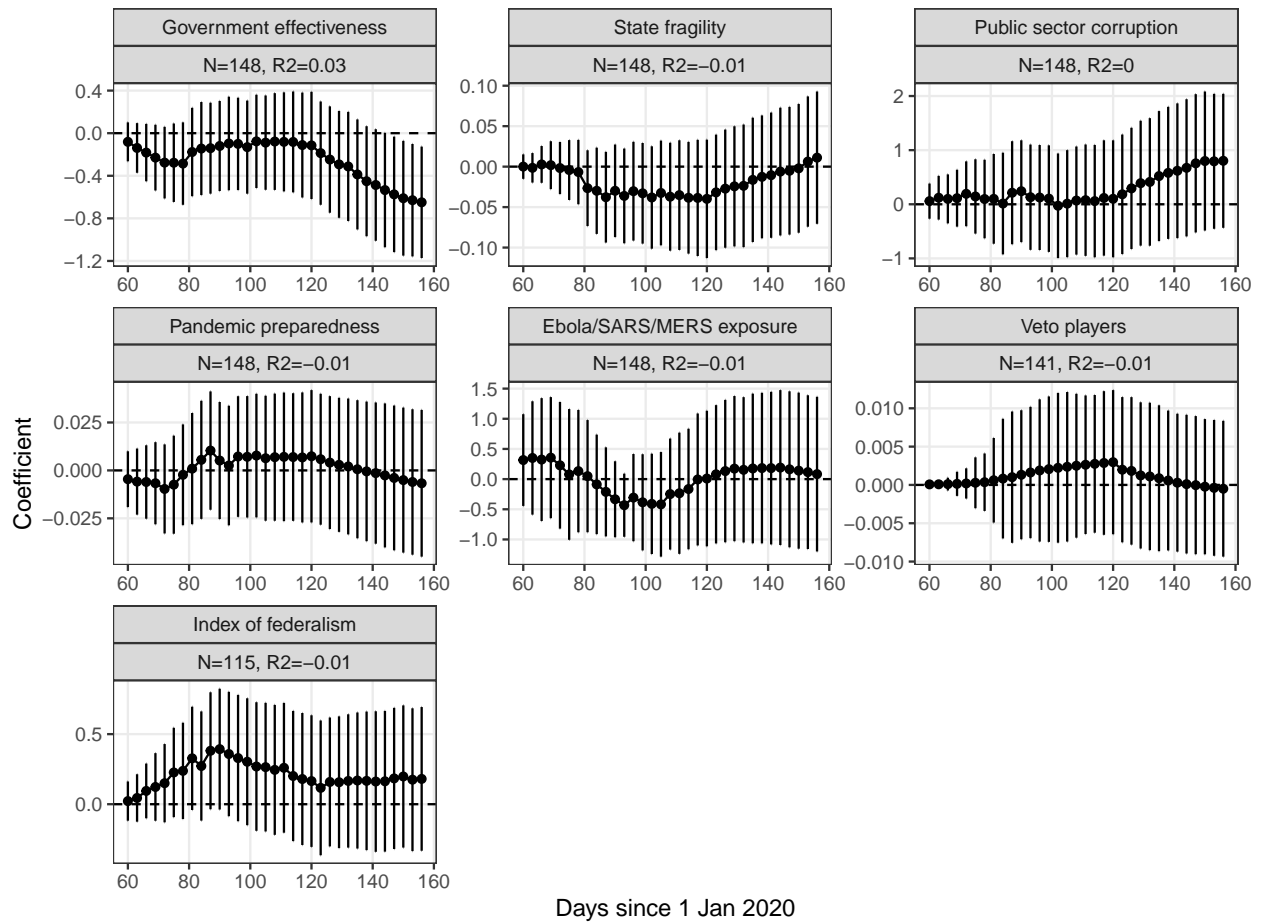 Government effectiveness
N=148, R2=0.03
0.4
0.0
−0.4
−0.8
−1.2
60 80 100 120 140 160
State fragility
N=148, R2=−0.01
0.10
0.05
0.00
−0.05
−0.10
60 80 100 120 140 160
Public sector corruption
N=148, R2=0
2
1
0
−1
60 80 100 120 140 160
Pandemic preparedness
N=148, R2=−0.01
0.025
0.000
−0.025
60 80 100 120 140 160
Ebola/SARS/MERS exposure
N=148, R2=−0.01
1.5
1.0
0.5
0.0
−0.5
−1.0
60 80 100 120 140 160
Veto players
N=141, R2=−0.01
0.010
0.005
0.000
−0.005
−0.010
60 80 100 120 140 160
Index of federalism
N=115, R2=−0.01
0.5
0.0
60 80 100 120 140 160
Coefficient
Days since 1 Jan 2020